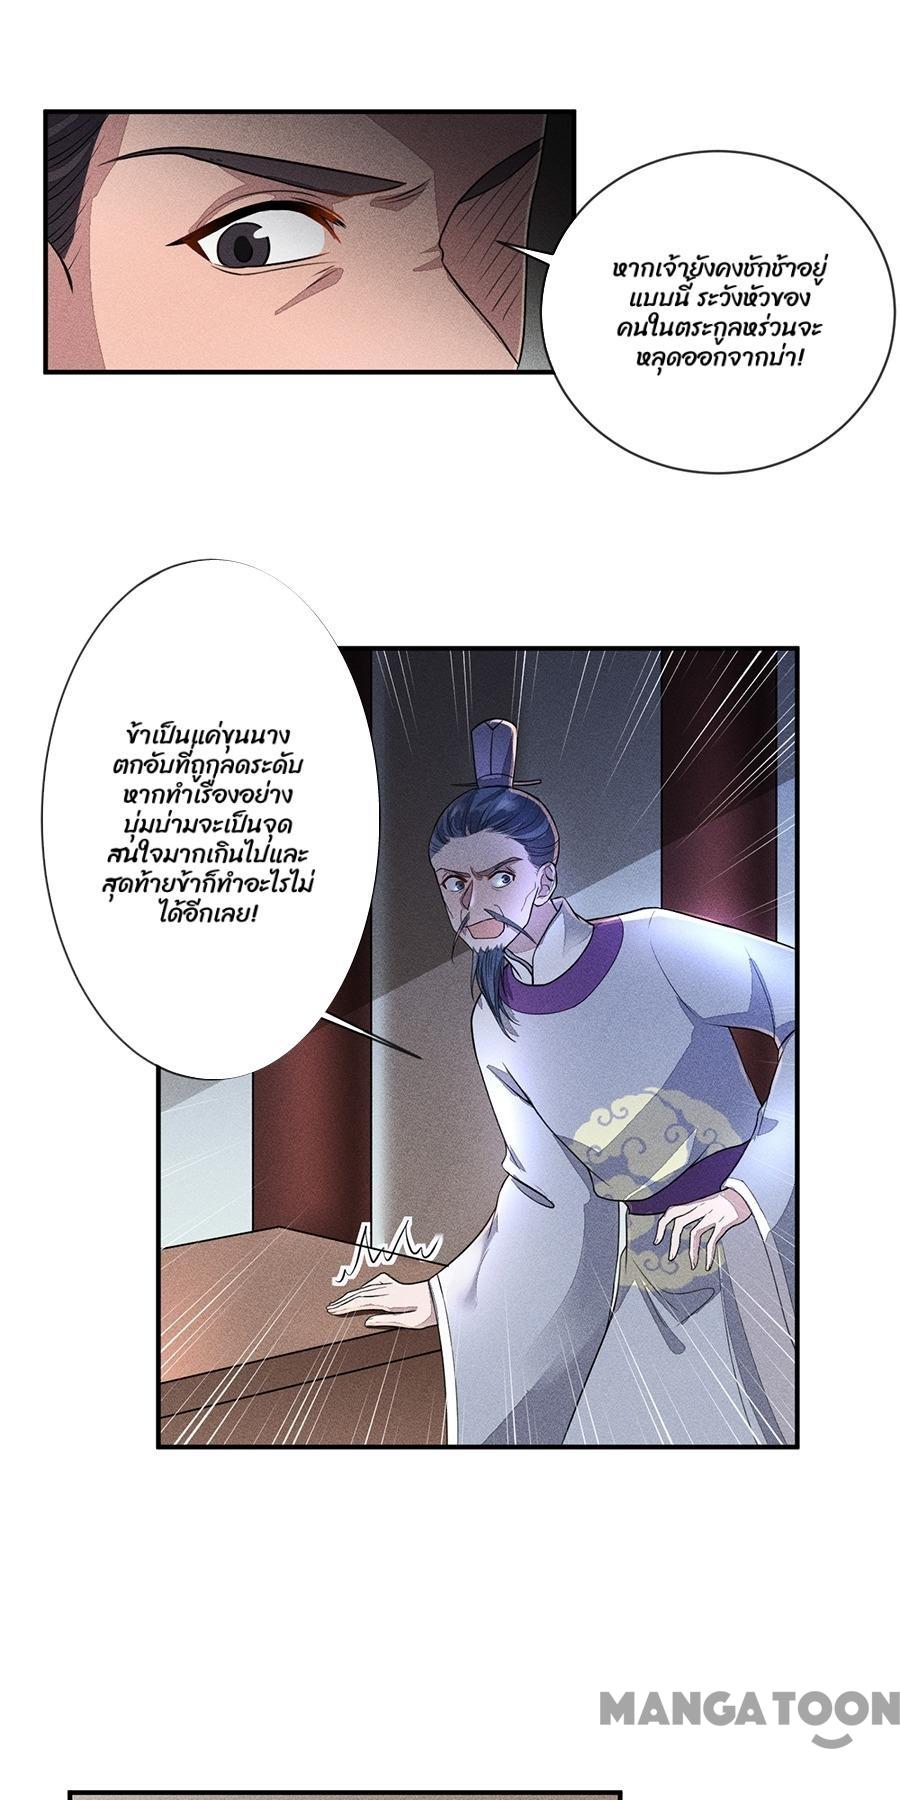 หากเจ้ายังคงชักช้าอยู่
แบบนี้ ระวังหัวของ
คนในตระกูลหร่วนจะ
หลุดออกจากบ่า!
ข้าเป็นแค่ขุนนาง
ตกอับที่ถูกลดระดับ
หากทำเรื่องอย่าง
บุ่มบ่ามจะเป็นจุด
สนใจมากเกินไปและ
สุดท้ายข้าก็ทำอะไรไม่
ได้อีกเลย!
MANGATOON